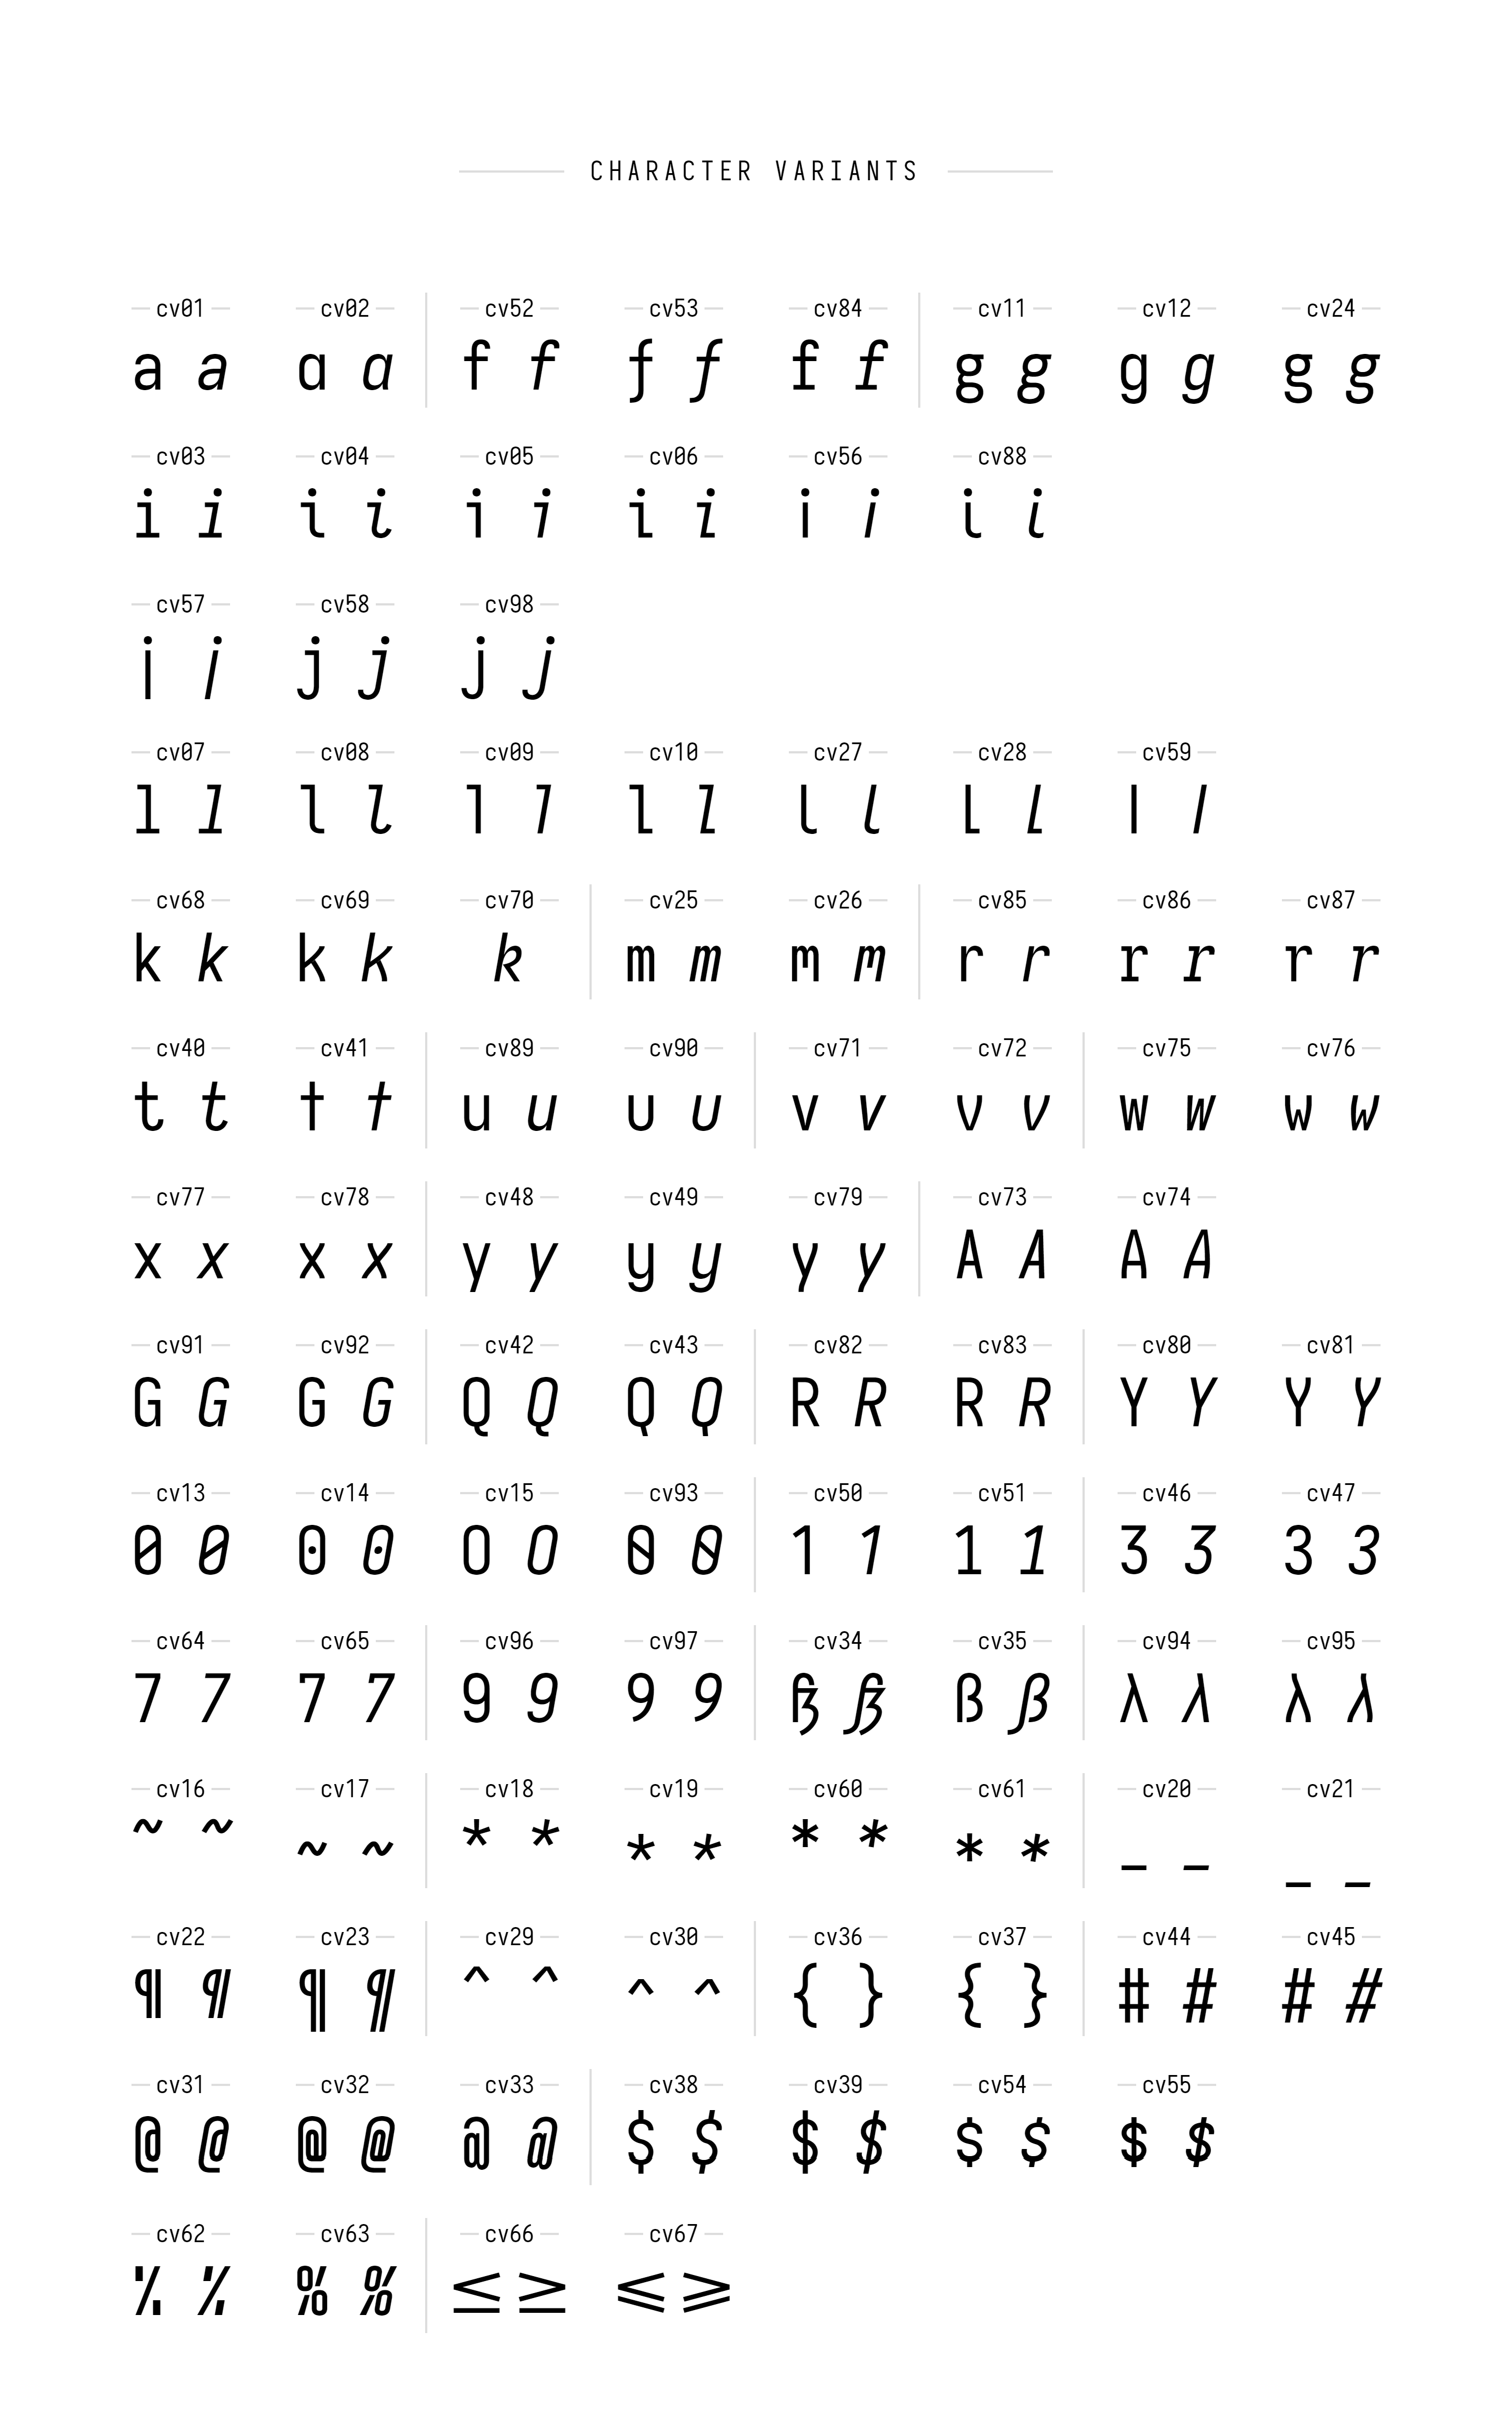 CHARACTER VARIANTS
cv01 cv02 cv52 cv53 cv84 cv11 cv12 cv24
a a a a f f f f f f g g g g g g
cv03 cv04 cv05 cv06 cv56 cv88
i i i i i i i i i i i i
cv57 cv58 cv98
i i j j j j
cv07 cv08 cv09 cv10 cv27 cv28 cv59
l l l l l l l l l l l l l l
cv68 cv69 cv70 cv25 cv26 cv85 cv86 cv87
k k k k k m m m m r r r r r r
cv40 cv41 cv89 cv90 cv71 cv72 cv75 cv76
t t t t u u u u v v v v w w w w
cv77 cv78 cv48 cv49 cv79 cv73 cv74
x x x x y y y y y y A A A A
cv91 cv92 cv42 cv43 cv82 cv83 cv80 cv81
G G G G Q Q Q Q R R R R Y Y Y Y
cv13 cv14 cv15 cv93 cv50 cv51 cv46 cv47
0 0 0 0 0 0 0 0 1 1 1 1 3 3 3 3
cv64 cv65 cv96 cv97 cv34 cv35 cv94 cv95
7 7 7 7 9 9 9 9 ß ß ß ß λ λ λ λ
cv16 cv17 cv18 cv19 cv60 cv61 cv20 cv21
~ ~ ~ ~ * * * * * * * * _ _ _ _
cv22 cv23 cv29 cv30 cv36 cv37 cv44 cv45
¶ ¶ ¶ ¶ ^ ^ ^ ^ { } { } # # # #
cv31 cv32 cv33 cv38 cv39 cv54 cv55
@ @ @ @ @ @ $ $ $ $ $ $ $ $
cv62 cv63 cv66 cv67
% % % % ≤ ≥ ⩽ ⩾